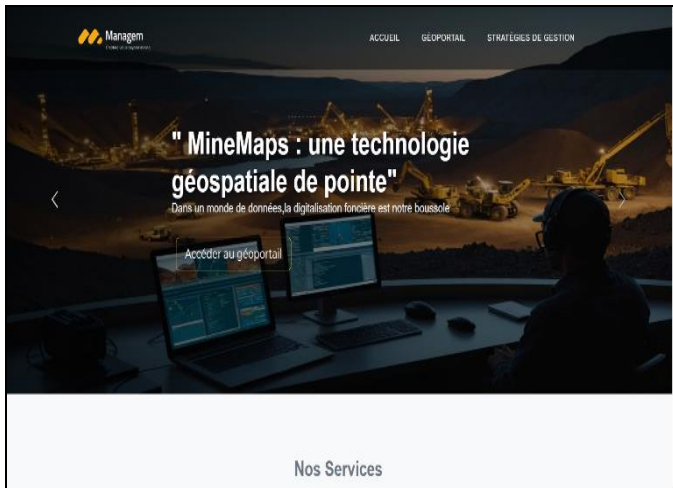 Managem
ACCUEIL GÉOPORTAIL STRATÉGIES DE GESTION
" MineMaps : une technologie
géospatiale de pointe"
Dans un monde de données,la digitalisation foncière est notre boussole
Accéder au géoportail
Nos Services